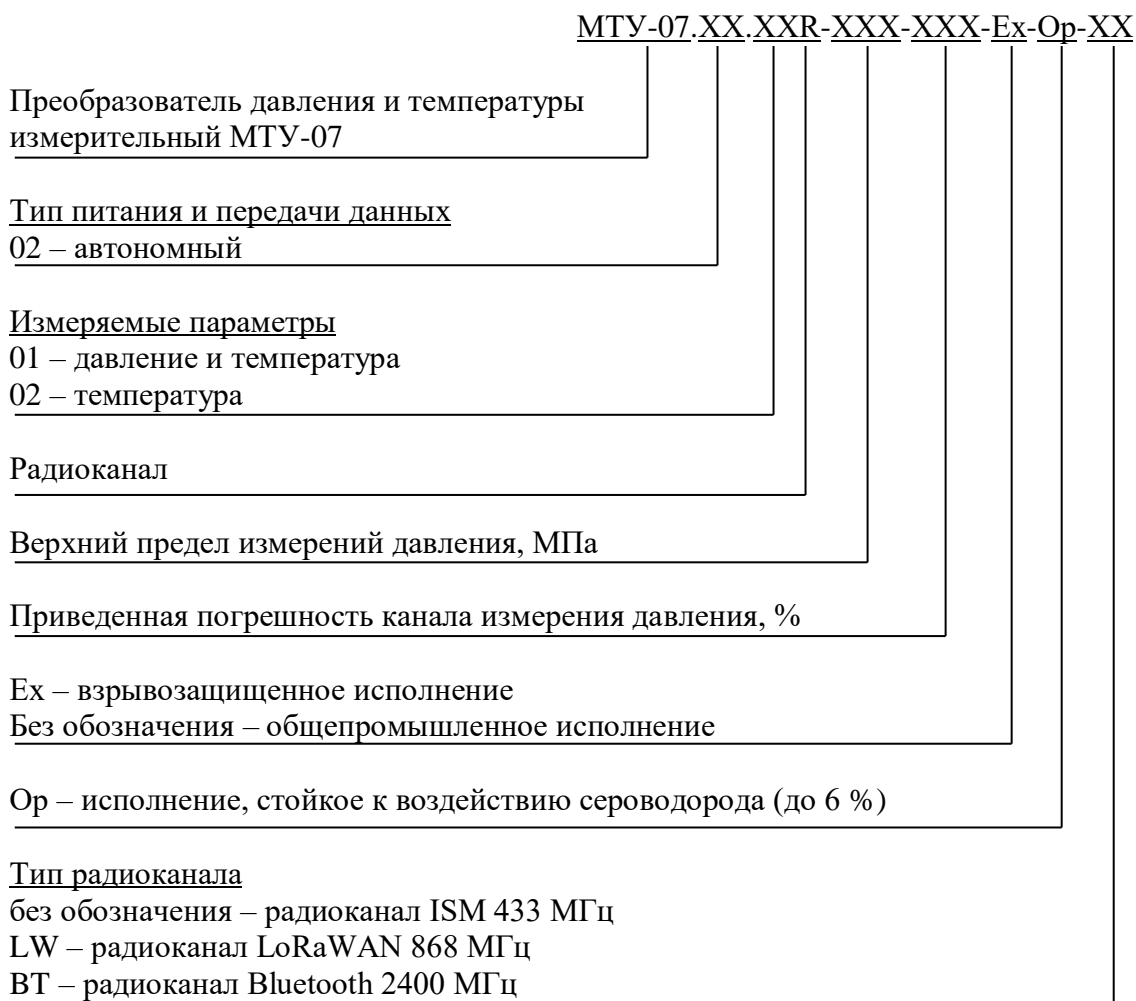 МТУ-07.XX.XXR-XXX-XXX-Ex-Ор-XX
Преобразователь давления и температуры
измерительный МТУ-07
Тип питания и передачи данных
02 – автономный
Измеряемые параметры
01 – давление и температура
02 – температура
Радиоканал
Верхний предел измерений давления, МПа
Приведенная погрешность канала измерения давления, %
Ex – взрывозащищенное исполнение
Без обозначения – общепромышленное исполнение
Ор – исполнение, стойкое к воздействию сероводорода (до 6 %)
Тип радиоканала
без обозначения – радиоканал ISM 433 МГц
LW – радиоканал LoRaWAN 868 МГц
BT – радиоканал Bluetooth 2400 МГц